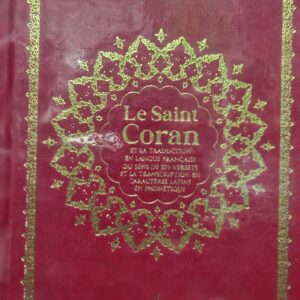 Le Saint
Coran
ET LA TRADUCTION
EN LANGUE FRANÇAISE
DU SENS DE SES VERSETS
ET LA TRANSCRIPTION EN
CARACTÈRES LATINS
EN PHONÉTIQUE